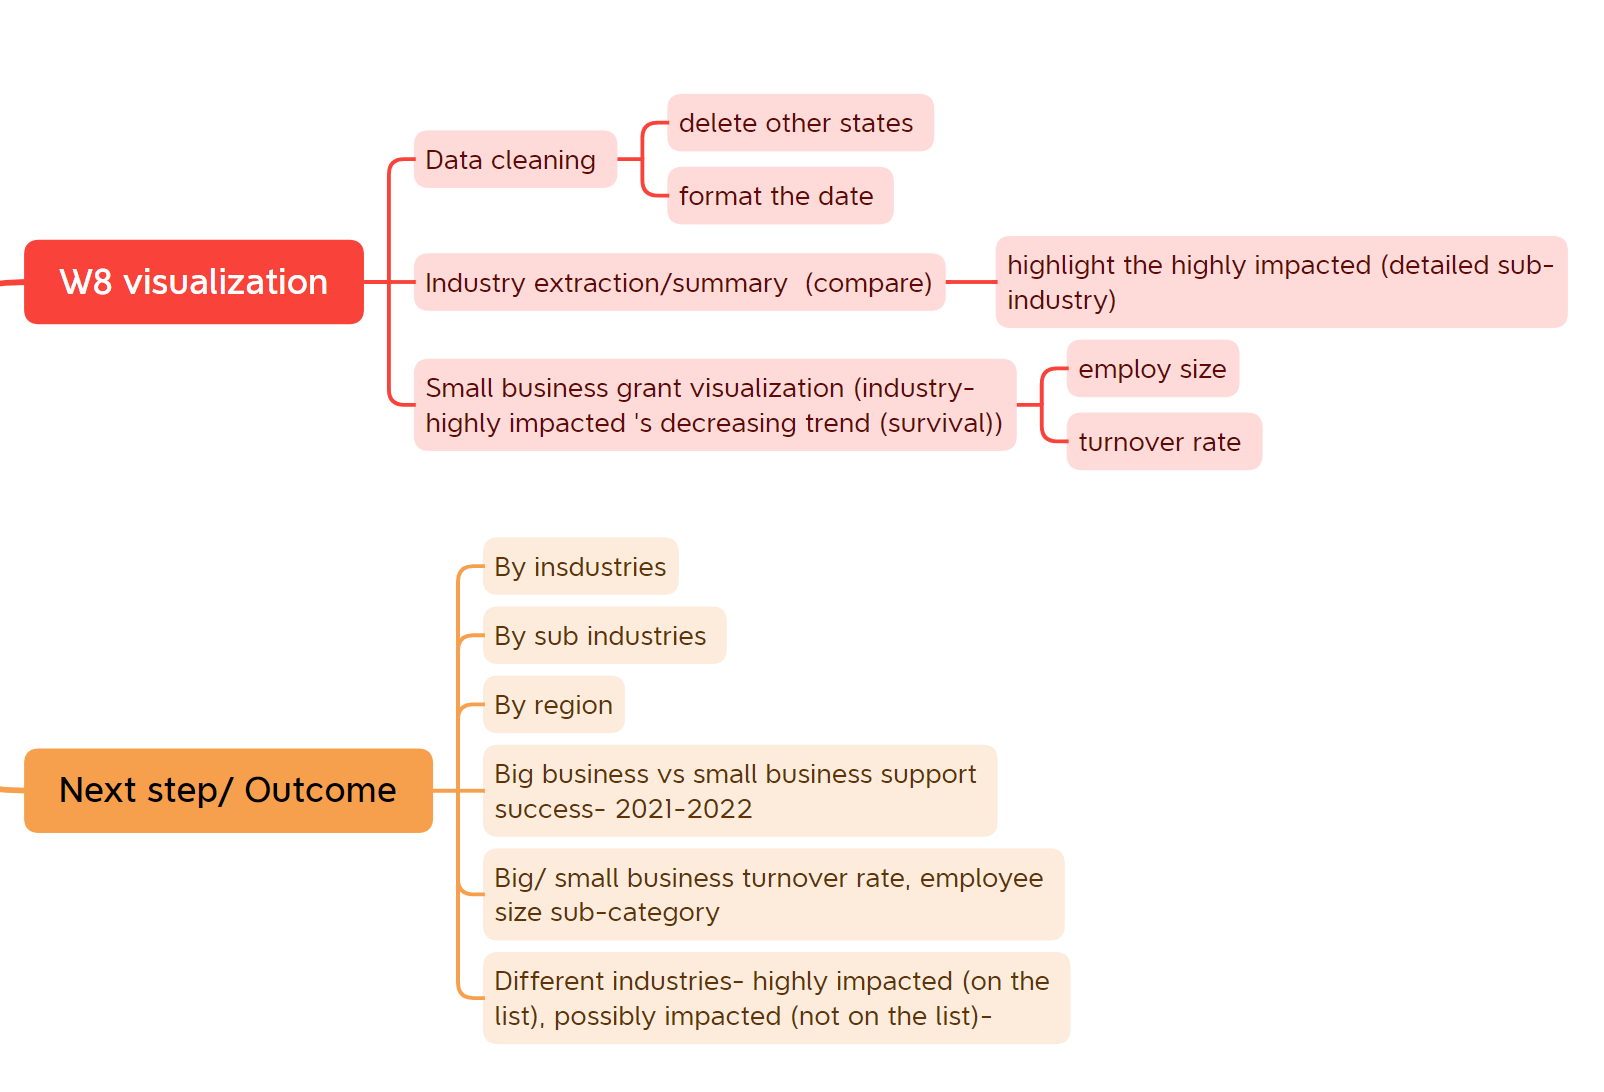 W8 visualization
Data cleaning
delete other states
format the date
Industry extraction/summary  (compare)
highlight the highly impacted (detailed sub-
industry)
Small business grant visualization (industry-
highly impacted 's decreasing trend (survival))
employ size
turnover rate
Next step/ Outcome
By insdustries
By sub industries
By region
Big business vs small business support
success- 2021-2022
Big/ small business turnover rate, employee
size sub-category
Different industries- highly impacted (on the
list), possibly impacted (not on the list)-